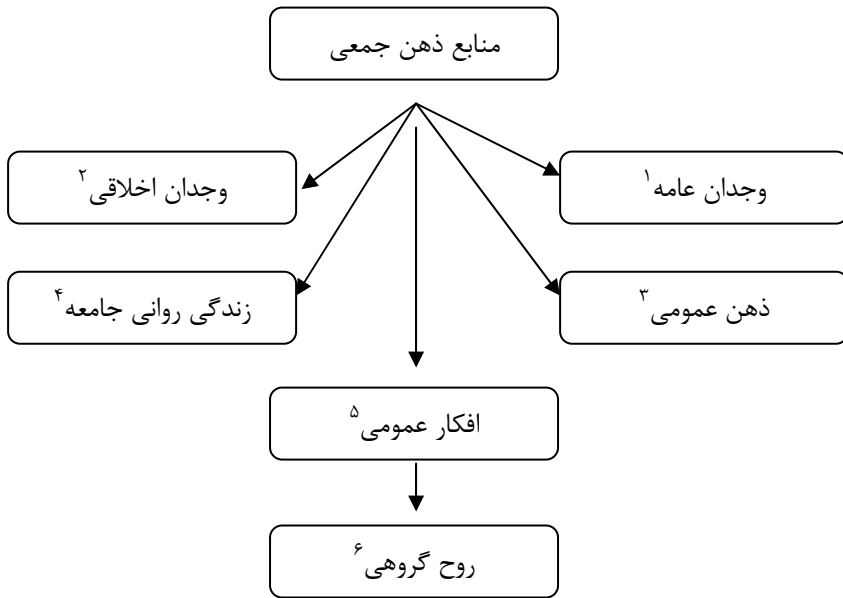 منابع ذهن جمعی
وجدان عامه۱
وجدان اخلاقی۲
ذهن عمومی۳
زندگی روانی جامعه۴
افکار عمومی۵
روح گروهی۶